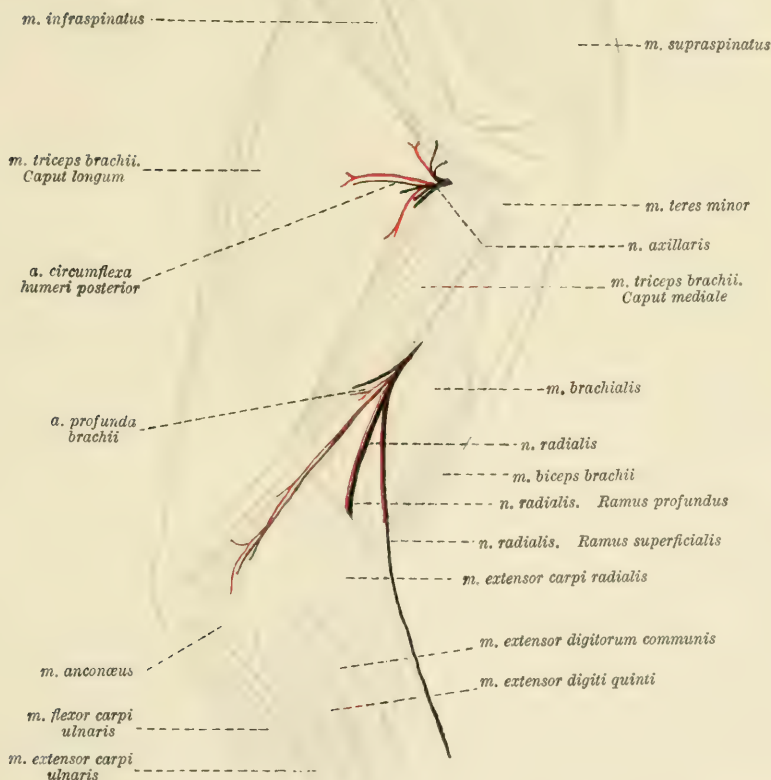 m. infraspinatus
m. supraspinatus
m. triceps brachii.
Caput longum
m. teres minor
n. axillaris
a. circumflexa
humeri posterior
m. triceps brachii.
Caput mediale
m. brachialis
a. profunda
brachii
n. radialis
m. biceps brachii
n. radialis. Ramus profundus
n. radialis. Ramus superficialis
m. extensor carpi radialis
m. extensor digitorum communis
m. anconæus
m. extensor digiti quinti
m. flexor carpi
ulnaris
m. extensor carpi
ulnaris